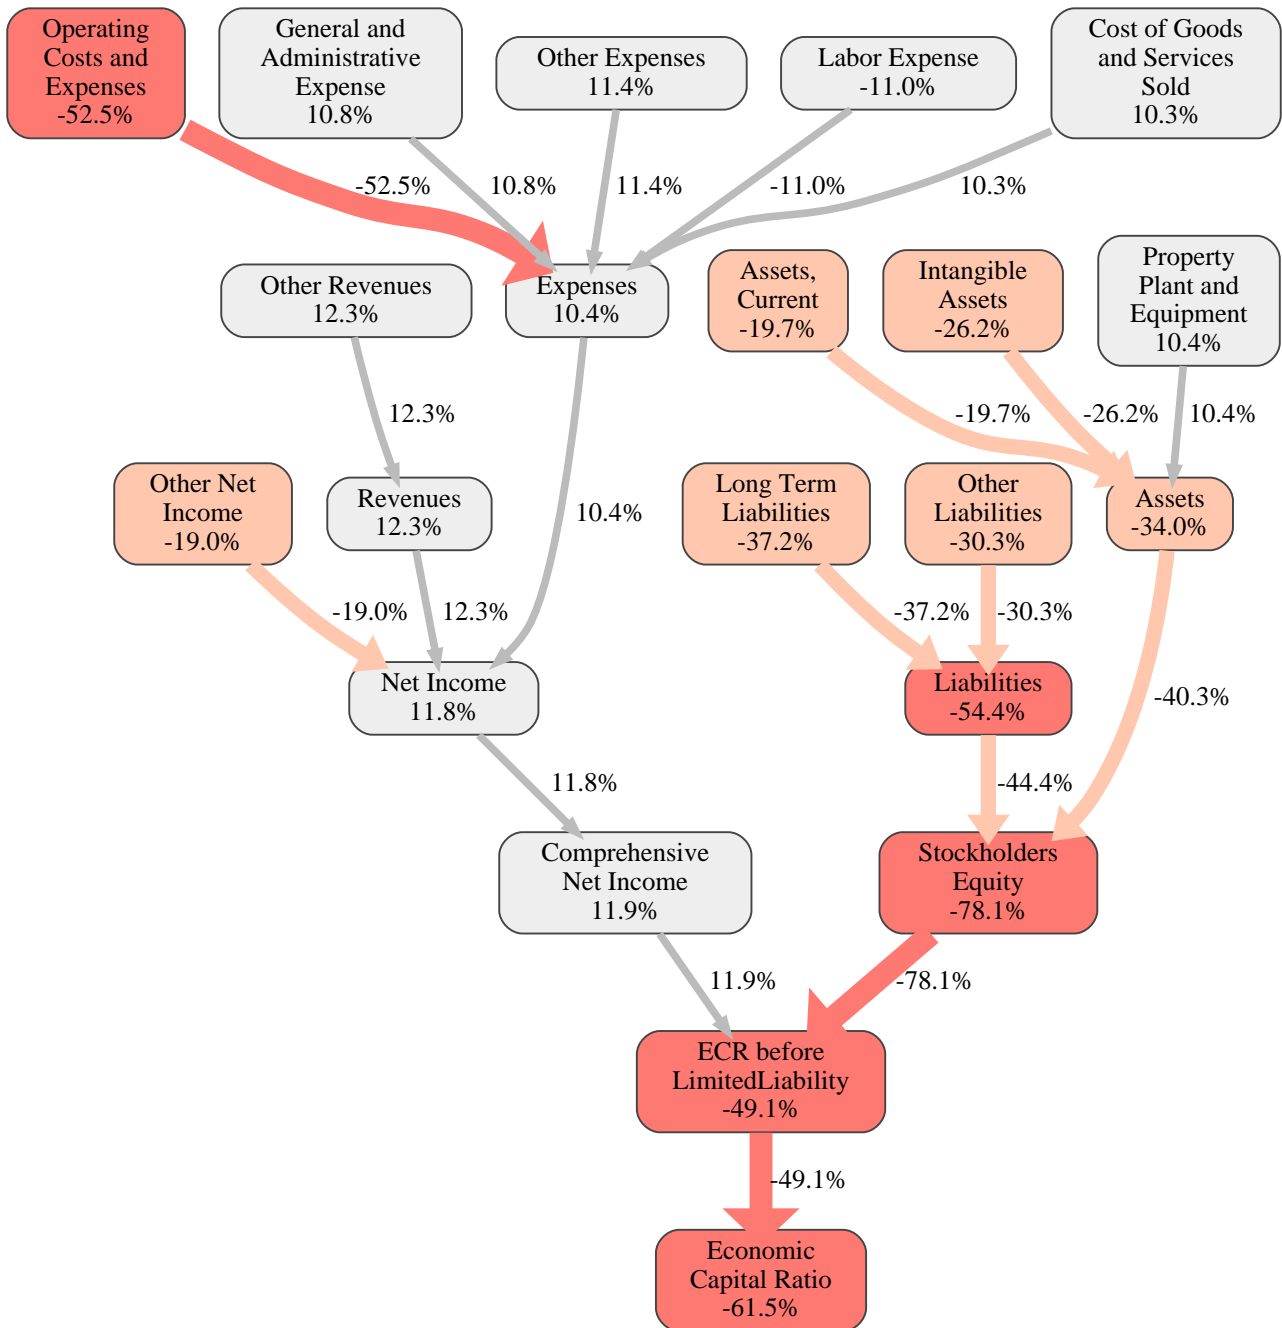 Operating
Costs and
Expenses
-52.5%
General and
Administrative
Expense
10.8%
Other Expenses
11.4%
Labor Expense
-11.0%
Cost of Goods
and Services
Sold
10.3%
-52.5%
10.8%
11.4%
-11.0%
10.3%
Other Revenues
12.3%
Expenses
10.4%
Assets,
Current
-19.7%
Intangible
Assets
-26.2%
Property
Plant and
Equipment
10.4%
12.3%
-19.7%
-26.2%
10.4%
Other Net
Income
-19.0%
Revenues
12.3%
10.4%
Long Term
Liabilities
-37.2%
Other
Liabilities
-30.3%
Assets
-34.0%
-19.0%
12.3%
-37.2%
-30.3%
Net Income
11.8%
Liabilities
-54.4%
-40.3%
11.8%
-44.4%
Comprehensive
Net Income
11.9%
Stockholders
Equity
-78.1%
11.9%
-78.1%
ECR before
LimitedLiability
-49.1%
-49.1%
Economic
Capital Ratio
-61.5%